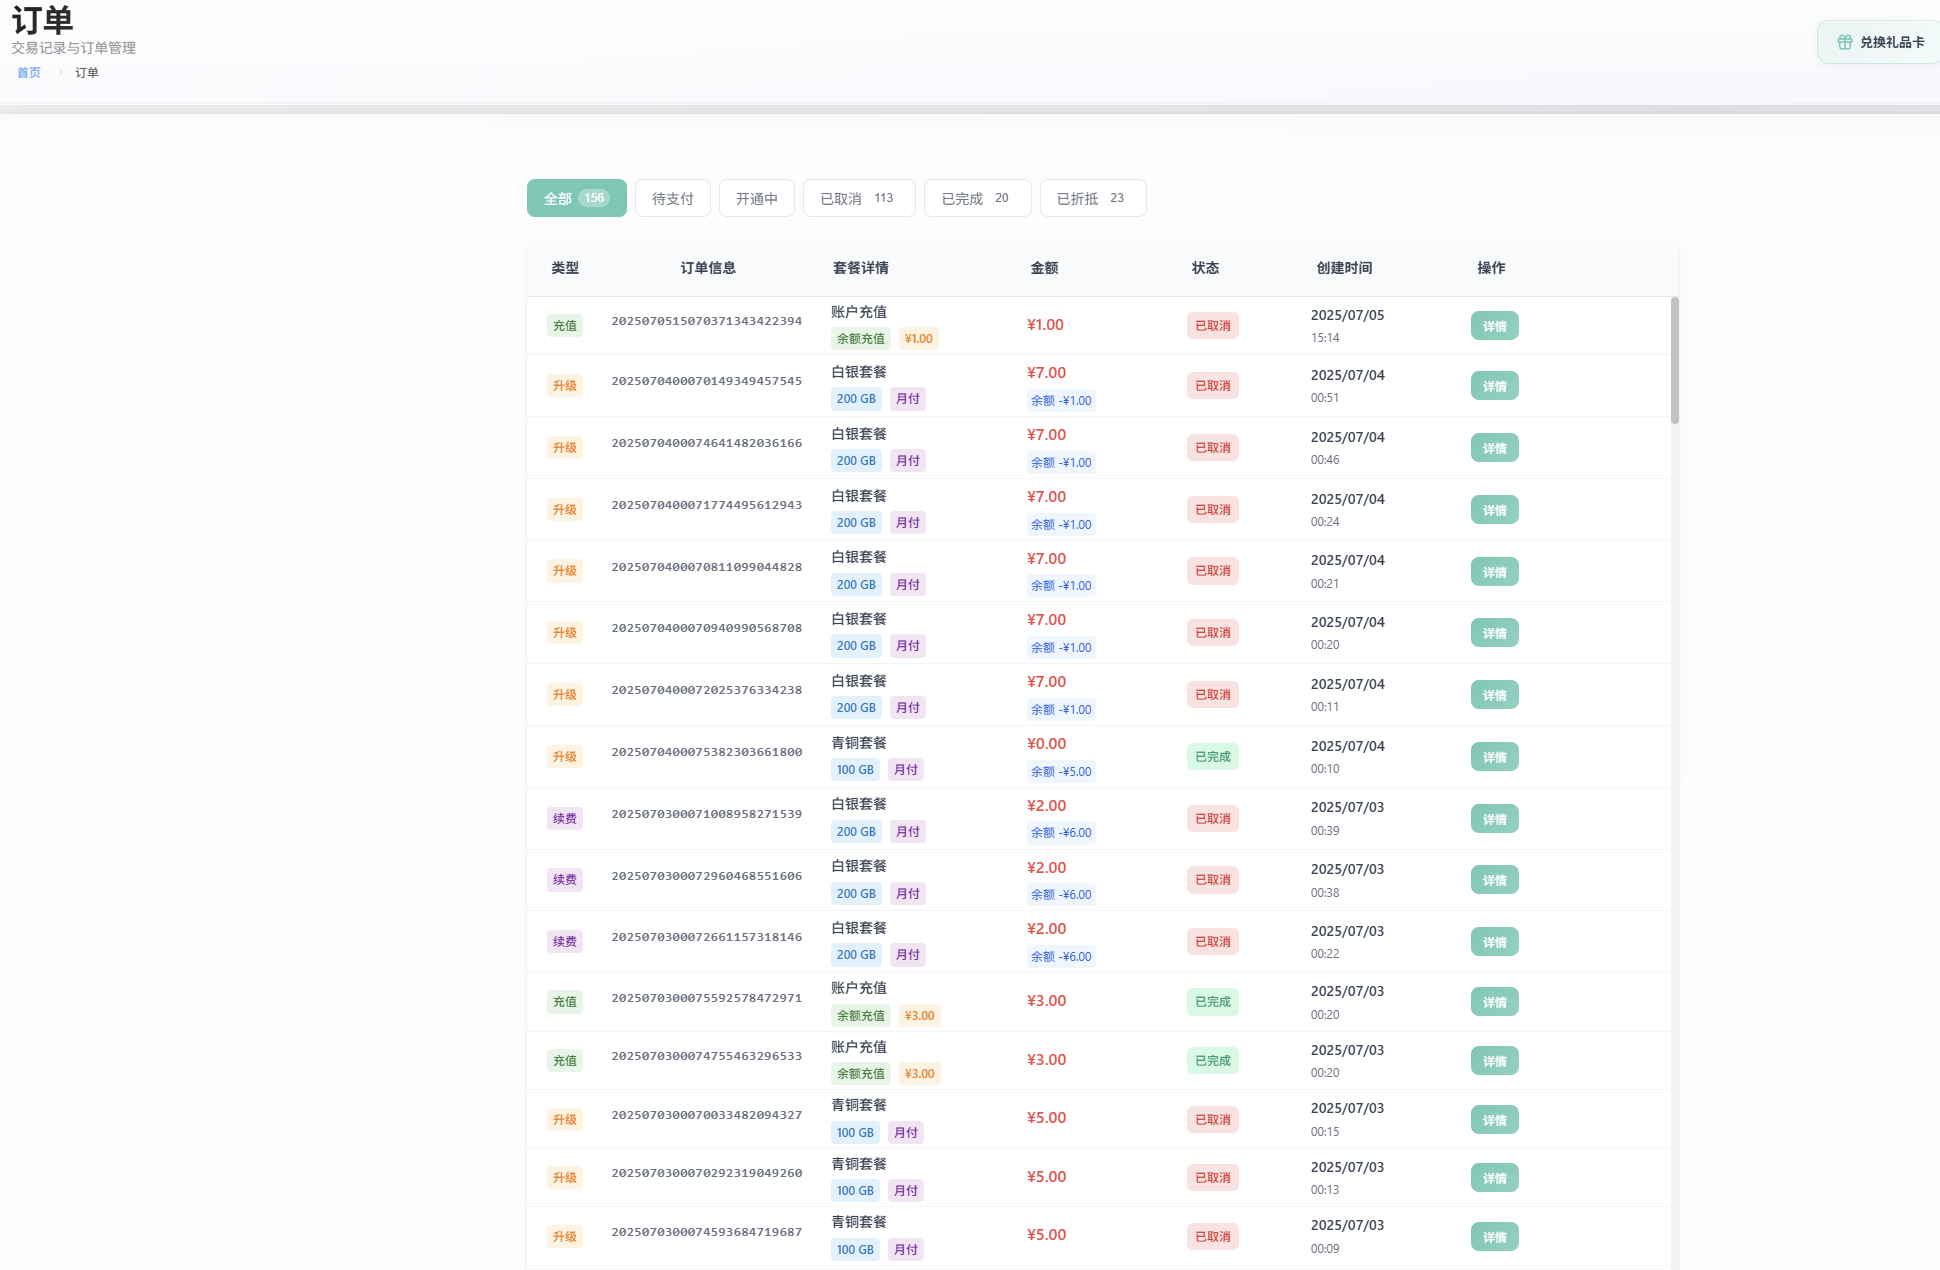 订单
交易记录与订单管理
首页 > 订单
兑换礼品卡
全部 156 待支付 开通中 已取消 113 已完成 20 已折抵 23
类型 订单信息 套餐详情 金额 状态 创建时间 操作
充值 2025070515070371343422394 账户充值 余额充值 ¥1.00 ¥1.00 已取消 2025/07/05 15:14 详情
升级 2025070400070149349457545 白银套餐 200 GB 月付 ¥7.00 余额 -¥1.00 已取消 2025/07/04 00:51 详情
升级 2025070400074641482036166 白银套餐 200 GB 月付 ¥7.00 余额 -¥1.00 已取消 2025/07/04 00:46 详情
升级 2025070400071774495612943 白银套餐 200 GB 月付 ¥7.00 余额 -¥1.00 已取消 2025/07/04 00:24 详情
升级 2025070400070811099044828 白银套餐 200 GB 月付 ¥7.00 余额 -¥1.00 已取消 2025/07/04 00:21 详情
升级 2025070400070940990568708 白银套餐 200 GB 月付 ¥7.00 余额 -¥1.00 已取消 2025/07/04 00:20 详情
升级 2025070400072025376334238 白银套餐 200 GB 月付 ¥7.00 余额 -¥1.00 已取消 2025/07/04 00:11 详情
升级 2025070400075382303661800 青铜套餐 100 GB 月付 ¥0.00 余额 -¥5.00 已完成 2025/07/04 00:10 详情
续费 2025070300071008958271539 白银套餐 200 GB 月付 ¥2.00 余额 -¥6.00 已取消 2025/07/03 00:39 详情
续费 2025070300072960468551606 白银套餐 200 GB 月付 ¥2.00 余额 -¥6.00 已取消 2025/07/03 00:38 详情
续费 2025070300072661157318146 白银套餐 200 GB 月付 ¥2.00 余额 -¥6.00 已取消 2025/07/03 00:22 详情
充值 2025070300075592578472971 账户充值 余额充值 ¥3.00 ¥3.00 已完成 2025/07/03 00:20 详情
充值 2025070300074755463296533 账户充值 余额充值 ¥3.00 ¥3.00 已完成 2025/07/03 00:20 详情
升级 2025070300070033482094327 青铜套餐 100 GB 月付 ¥5.00 已取消 2025/07/03 00:15 详情
升级 2025070300070292319049260 青铜套餐 100 GB 月付 ¥5.00 已取消 2025/07/03 00:13 详情
升级 2025070300074593684719687 青铜套餐 100 GB 月付 ¥5.00 已取消 2025/07/03 00:09 详情